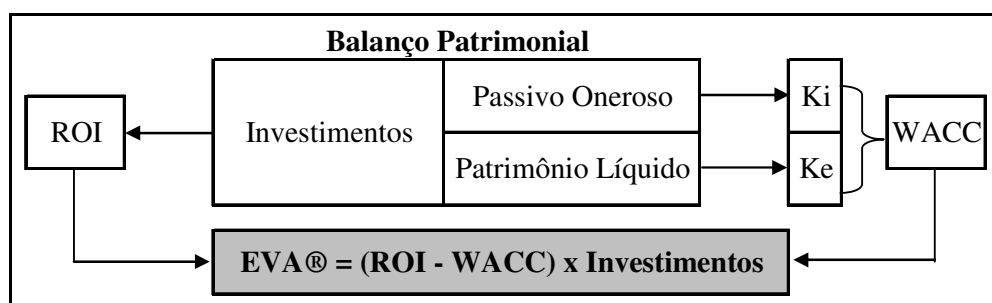 Balanço Patrimonial
Passivo Oneroso
Ki
ROI
Investimentos
WACC
Patrimônio Líquido
Ke
EVA® = (ROI - WACC) x Investimentos